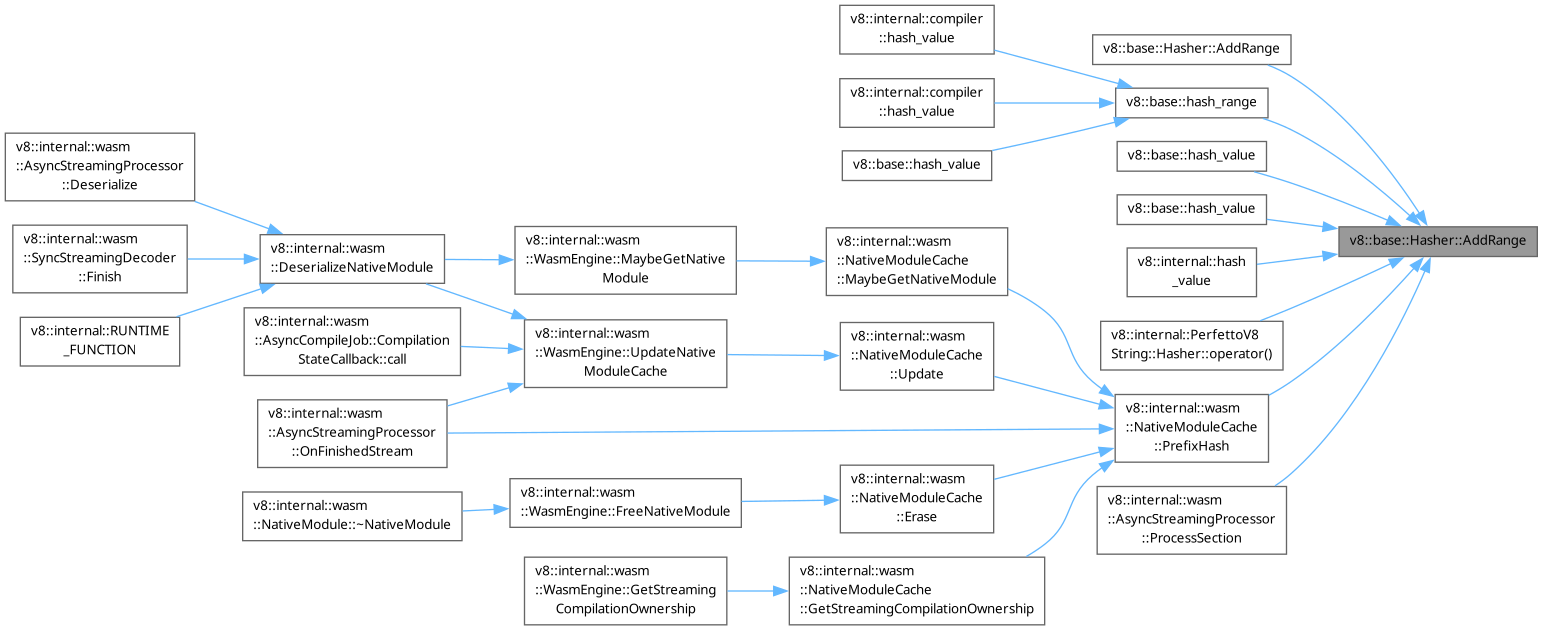 v8::internal::compiler
::hash_value
v8::base::Hasher::AddRange
v8::internal::compiler
::hash_value
v8::base::hash_range
v8::base::hash_value
v8::base::hash_value
v8::internal::wasm
::AsyncStreamingProcessor
::Deserialize
v8::base::hash_value
v8::internal::wasm
::SyncStreamingDecoder
::Finish
v8::internal::wasm
::DeserializeNativeModule
v8::internal::wasm
::WasmEngine::MaybeGetNative
Module
v8::internal::wasm
::NativeModuleCache
::MaybeGetNativeModule
v8::base::Hasher::AddRange
v8::internal::hash
_value
v8::internal::RUNTIME
_FUNCTION
v8::internal::wasm
::AsyncCompileJob::Compilation
StateCallback::call
v8::internal::wasm
::WasmEngine::UpdateNative
ModuleCache
v8::internal::wasm
::NativeModuleCache
::Update
v8::internal::PerfettoV8
String::Hasher::operator()
v8::internal::wasm
::AsyncStreamingProcessor
::OnFinishedStream
v8::internal::wasm
::NativeModuleCache
::PrefixHash
v8::internal::wasm
::NativeModule::~NativeModule
v8::internal::wasm
::WasmEngine::FreeNativeModule
v8::internal::wasm
::NativeModuleCache
::Erase
v8::internal::wasm
::AsyncStreamingProcessor
::ProcessSection
v8::internal::wasm
::WasmEngine::GetStreaming
CompilationOwnership
v8::internal::wasm
::NativeModuleCache
::GetStreamingCompilationOwnership